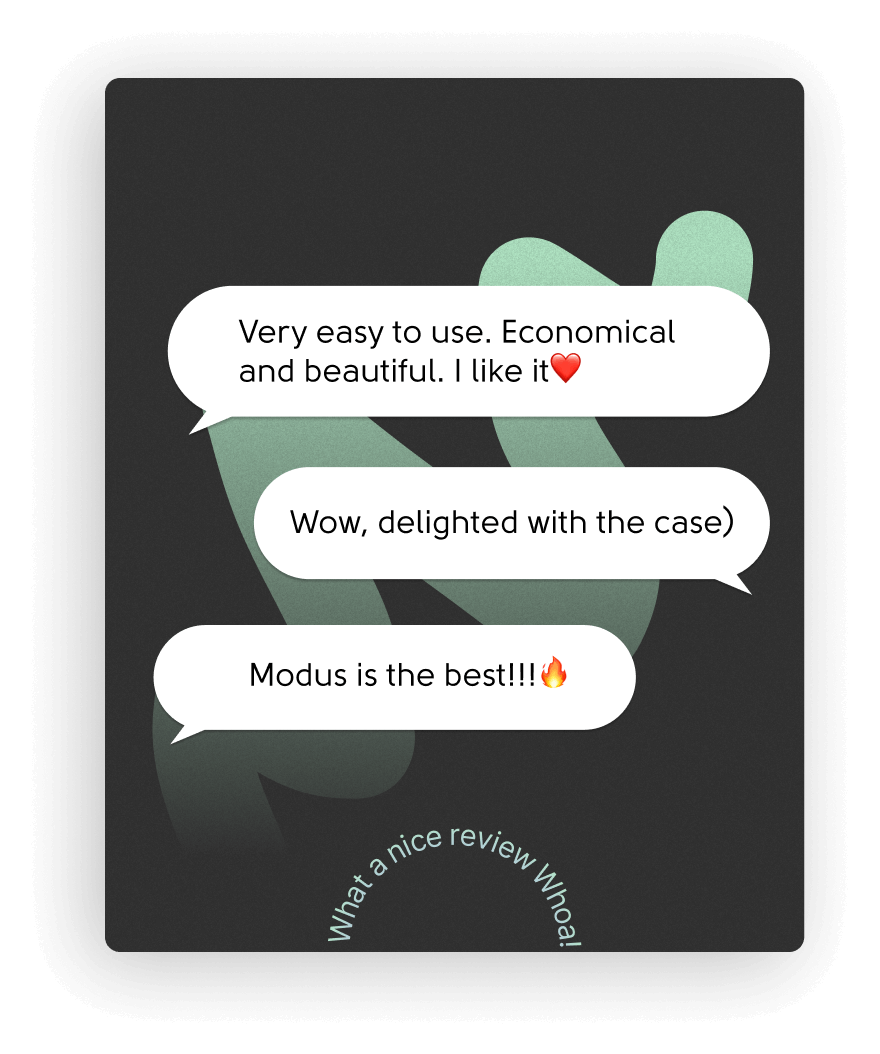 Very easy to use. Economical
and beautiful. I like it❤️
Wow, delighted with the case)
Modus is the best!!!🔥
What a nice review Whoa!